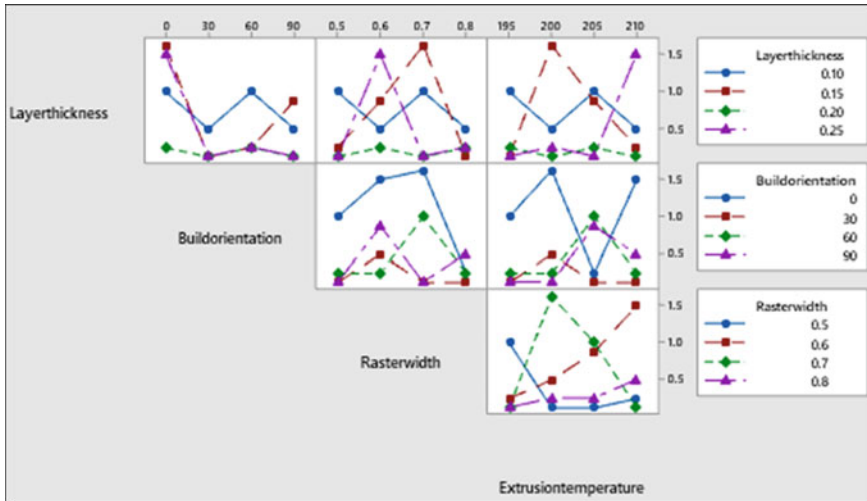 0 30 60 90 0.5 0.6 0.7 0.8 195 200 205 210
Layerthickness
1.5
1.0
0.5
Layerthickness
0.10
0.15
0.20
0.25
Buildorientation
1.5
1.0
0.5
Buildorientation
0
30
60
90
Rasterwidth
1.5
1.0
0.5
Rasterwidth
0.5
0.6
0.7
0.8
Extrusiontemperature